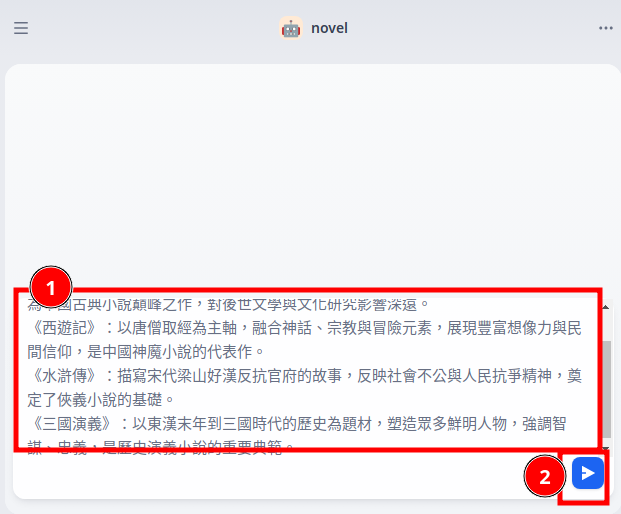 novel
1
為中國古典小說巔峰之作，對後世文學與文化研究影響深遠。
《西遊記》：以唐僧取經為主軸，融合神話、宗教與冒險元素，展現豐富想像力與民
間信仰，是中國神魔小說的代表作。
《水滸傳》：描寫宋代梁山好漢反抗官府的故事，反映社會不公與人民抗爭精神，奠
定了俠義小說的基礎。
《三國演義》：以東漢末年到三國時代的歷史為題材，塑造眾多鮮明人物，強調智
謀、忠義，是歷史演義小說的重要典範。
2